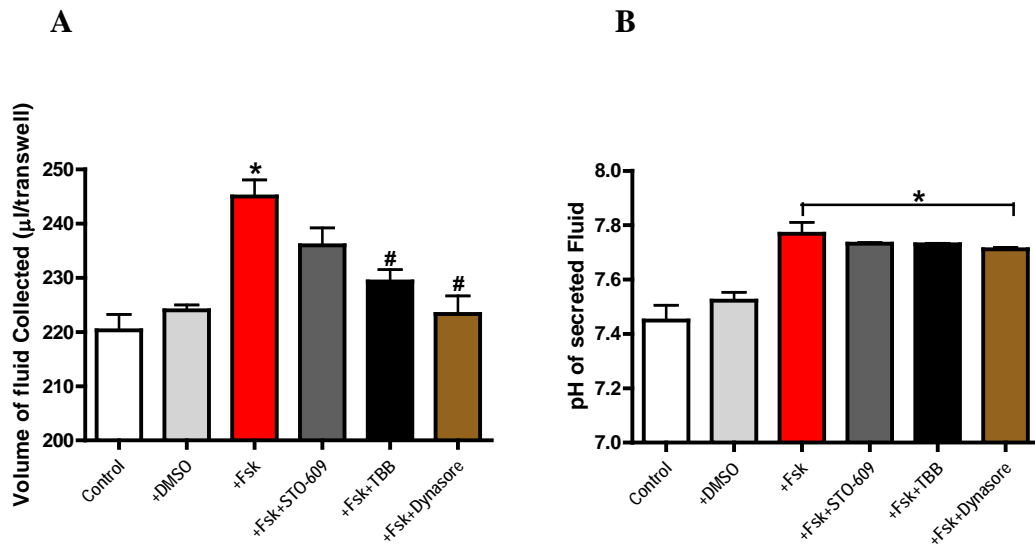 A
Volume of fluid Collected (µl/transwell)
250
240
230
220
210
200
*
#
#
Control
+DMSO
+Fsk
+Fsk+STO-609
+Fsk+TBB
+Fsk+Dynasore
B
pH of secreted Fluid
8.0
7.8
7.6
7.4
7.2
7.0
*
Control
+DMSO
+Fsk
+Fsk+STO-609
+Fsk+TBB
+Fsk+Dynasore